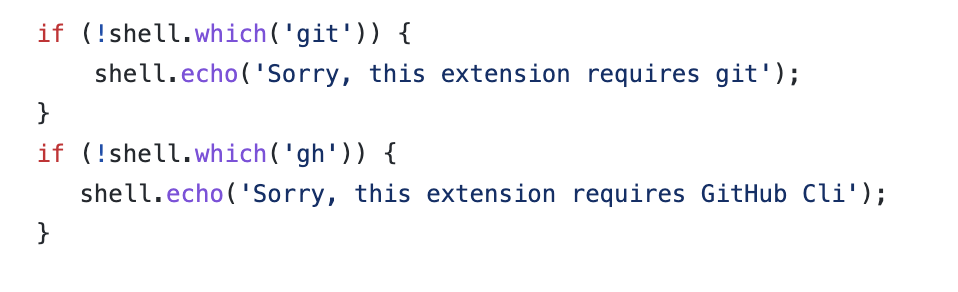 if (!shell.which('git')) {
    shell.echo('Sorry, this extension requires git');
}
if (!shell.which('gh')) {
   shell.echo('Sorry, this extension requires GitHub Cli');
}